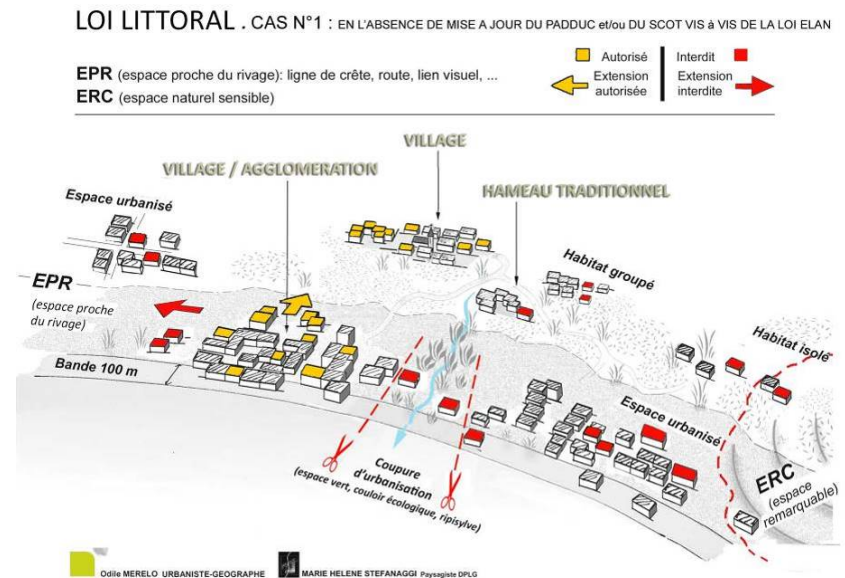 LOI LITTORAL . CAS N°1 : EN L'ABSENCE DE MISE A JOUR DU PADDUC et/ou DU SCOT VIS à VIS DE LA LOI ELAN
EPR (espace proche du rivage): ligne de crête, route, lien visuel, ...
ERC (espace naturel sensible)
Autorisé
Interdit
Extension
autorisée
Extension
interdite
VILLAGE
VILLAGE / AGGLOMERATION
HAMEAU TRADITIONNEL
Espace urbanisé
Habitat groupé
EPR
(espace proche
du rivage)
Habitat isolé
Bande 100 m
Espace urbanisé
Coupure
d'urbanisation
(espace vert, couloir écologique, ripisylve)
ERC
(espace
remarquable)
Odile MERELO URBANISTE-GEOGRAPHE
MARIE HELENE STEFANAGGI Paysagiste DPLG